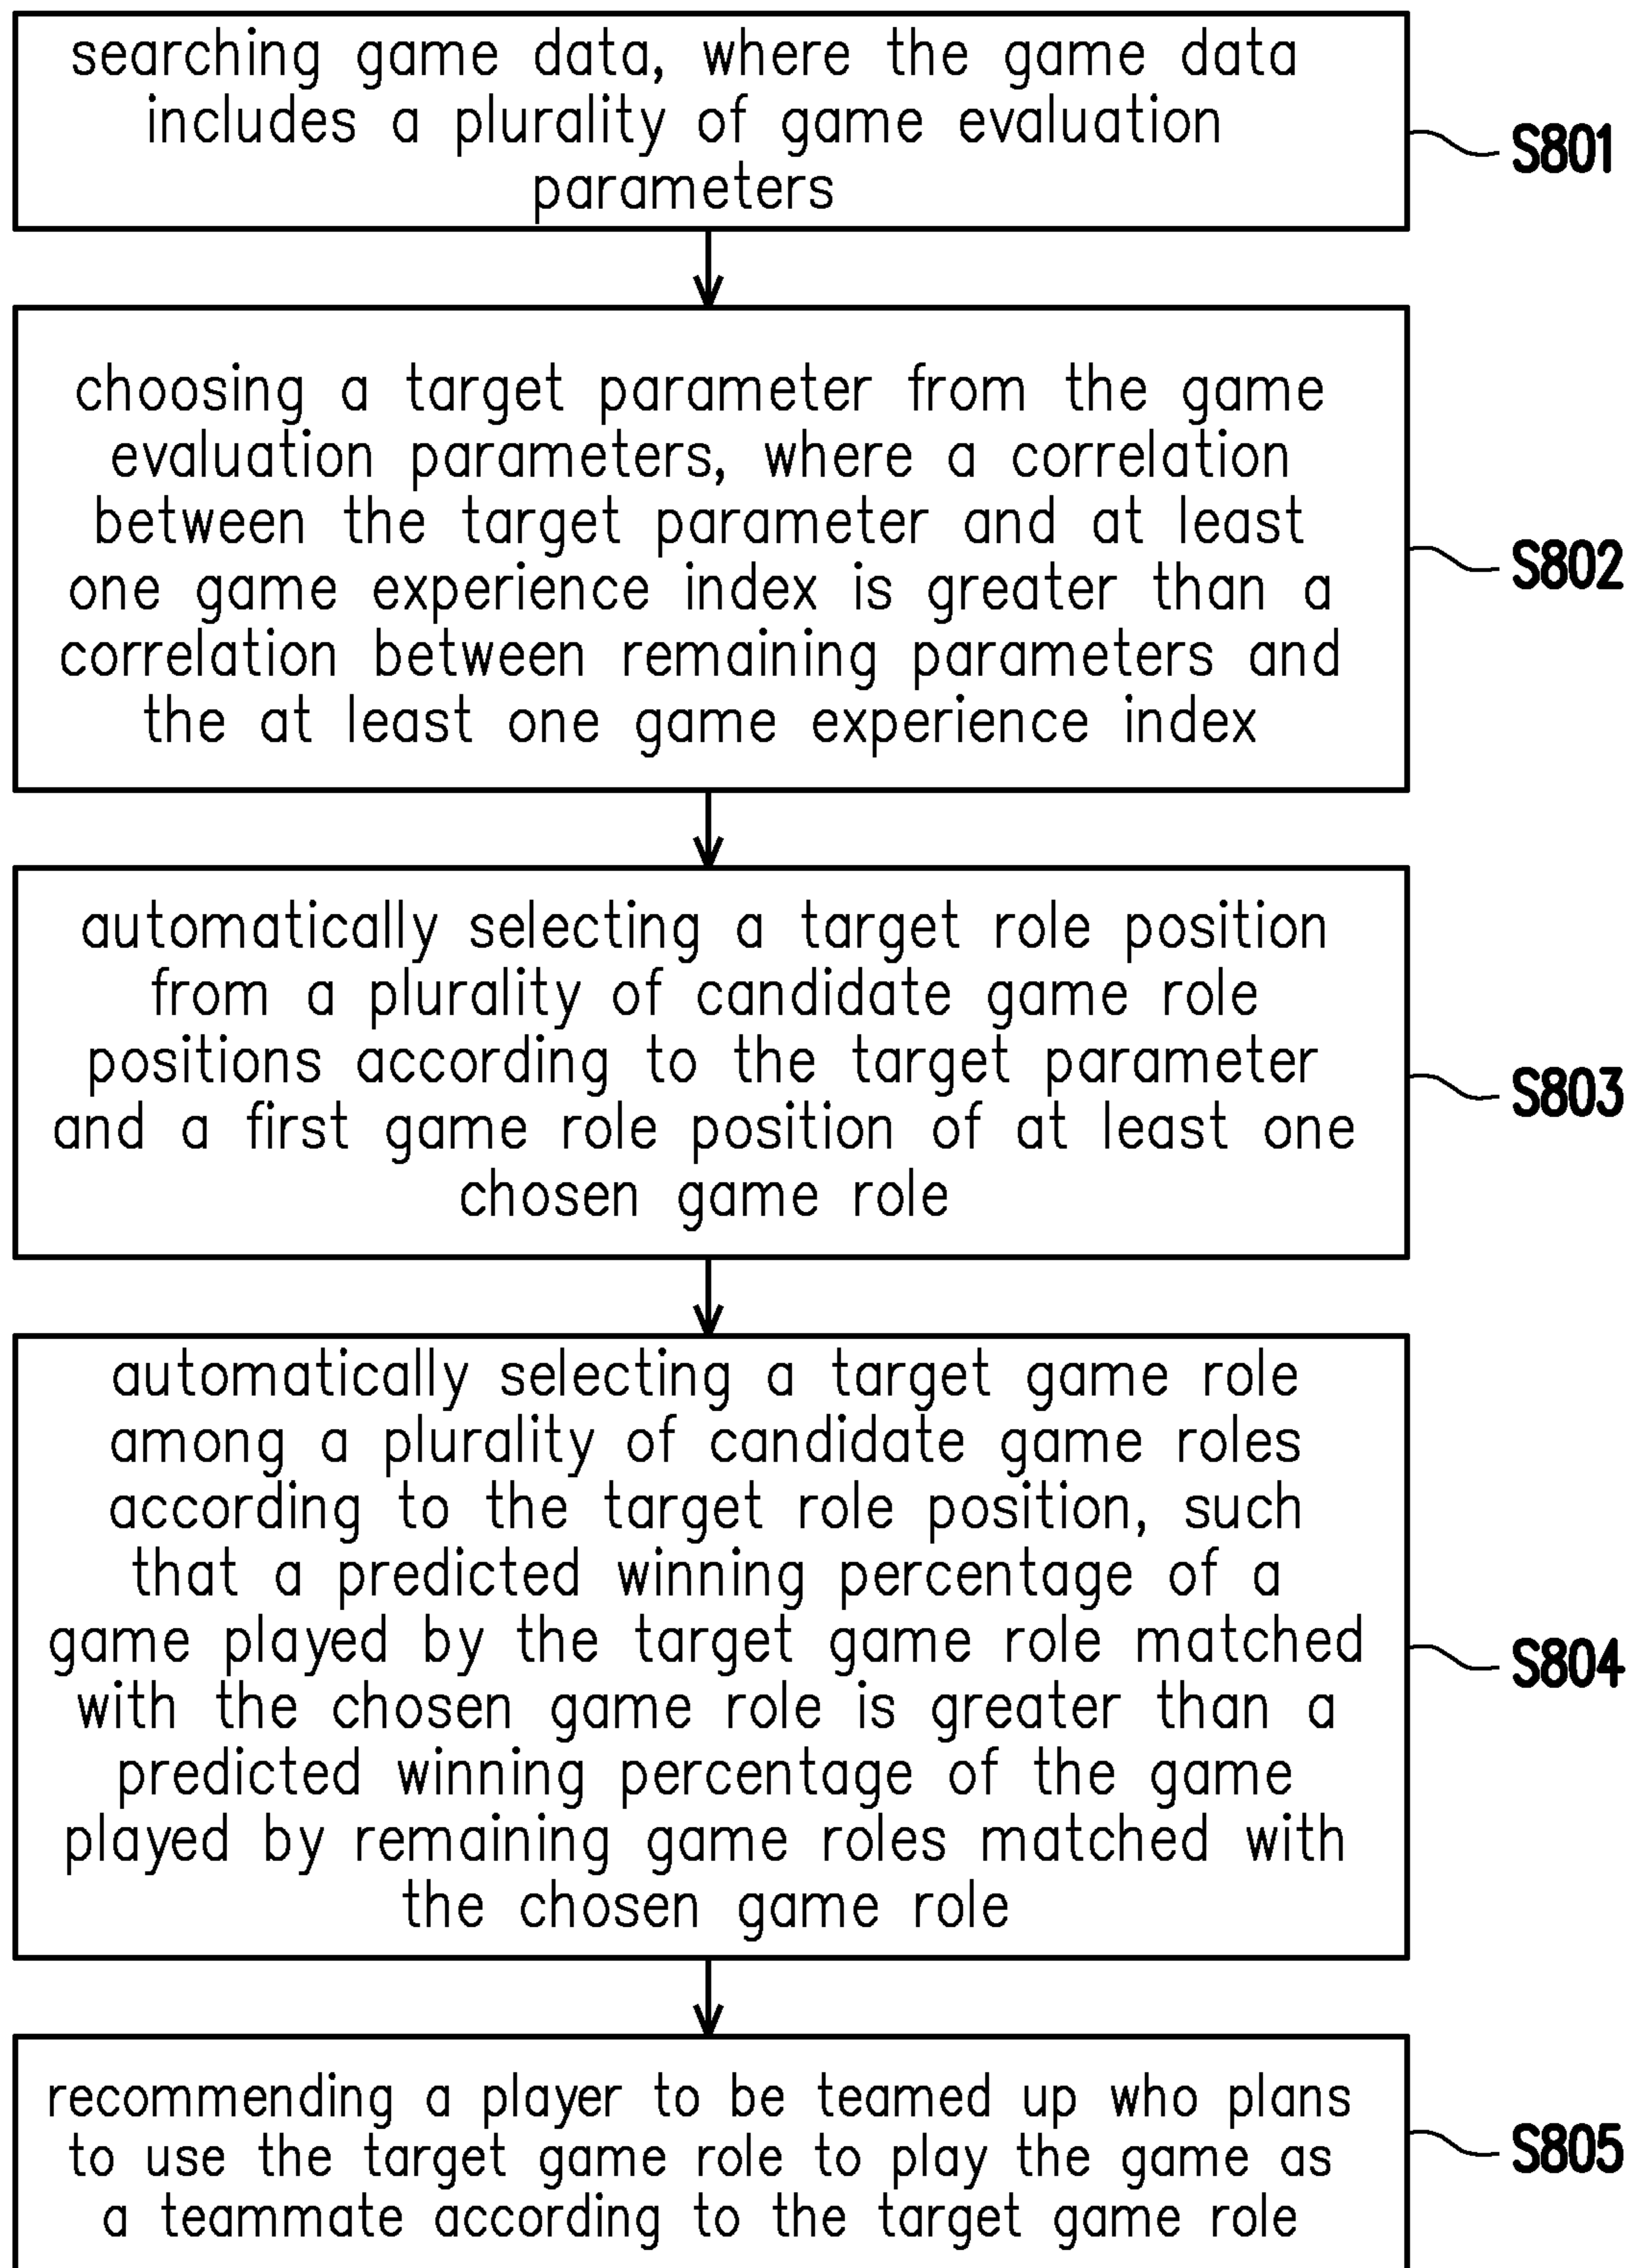 searching game data, where the game data
includes a plurality of game evaluation
parameters
S801
choosing a target parameter from the game
evaluation parameters, where a correlation
between the target parameter and at least
one game experience index is greater than a
correlation between remaining parameters and
the at least one game experience index
S802
automatically selecting a target role position
from a plurality of candidate game role
positions according to the target parameter
and a first game role position of at least one
chosen game role
S803
automatically selecting a target game role
among a plurality of candidate game roles
according to the target role position, such
that a predicted winning percentage of a
game played by the target game role matched
with the chosen game role is greater than a
predicted winning percentage of the game
played by remaining game roles matched with
the chosen game role
S804
recommending a player to be teamed up who plans
to use the target game role to play the game as
a teammate according to the target game role
S805